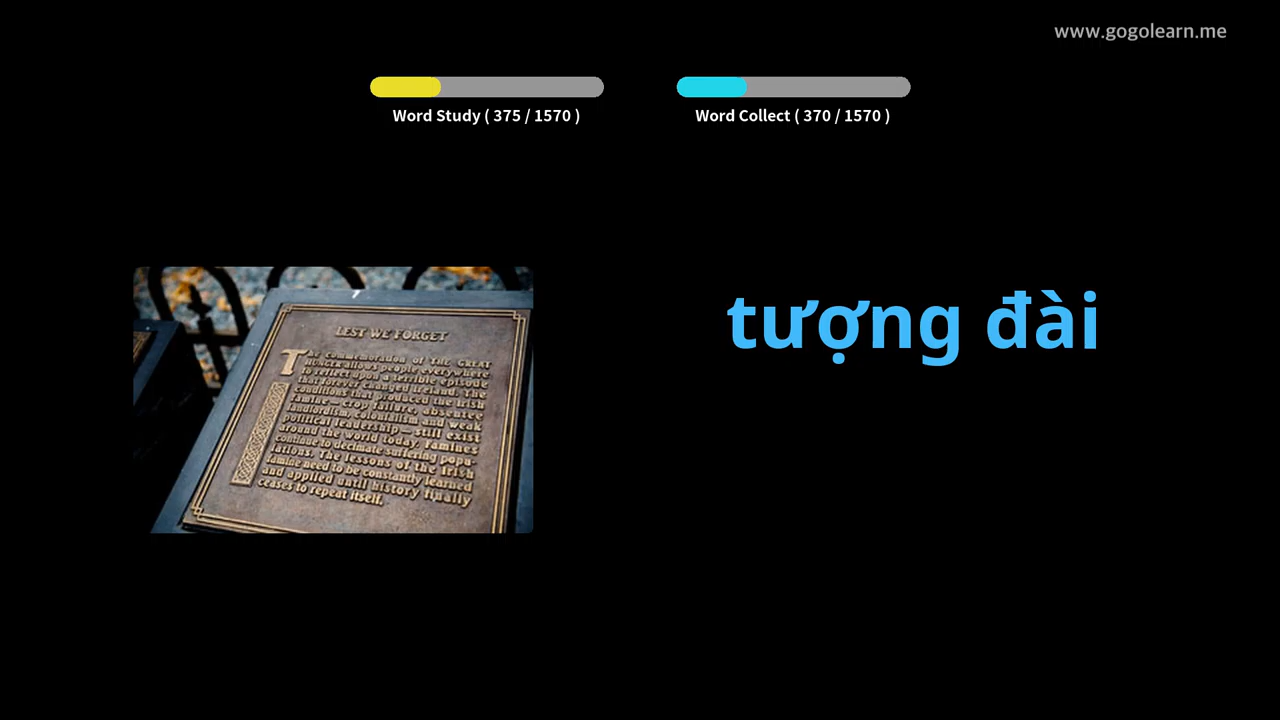 www.gogolearn.me
Word Study ( 375 / 1570 )
Word Collect ( 370 / 1570 )
tượng đài
LEST WE FORGET
The commemoration of THE GREAT
HUNGER allows people everywhere
to reflect upon a terrible episode
that forever changed Ireland. The
conditions that produced the Irish
famine — crop failure, absentee
landlordism, colonialism and weak
political leadership — still exist
around the world today. Famines
continue to decimate suffering popu-
lations. The lessons of the Irish
famine need to be constantly learned
and applied until history finally
ceases to repeat itself.